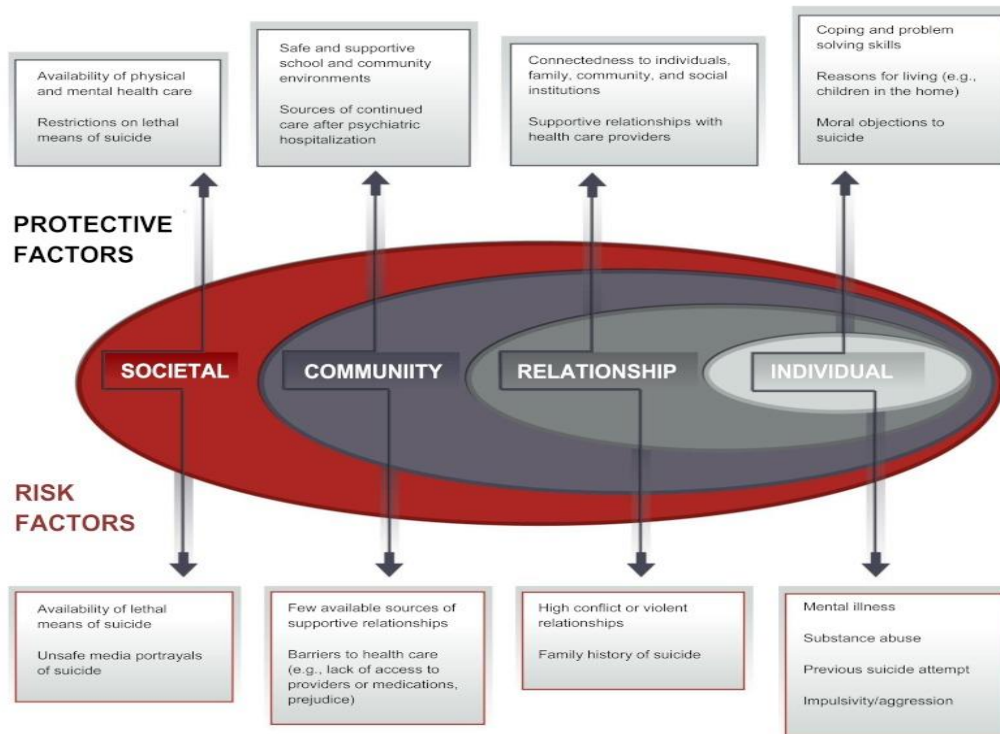 Availability of physical
and mental health care
Restrictions on lethal
means of suicide
Safe and supportive
school and community
environments
Sources of continued
care after psychiatric
hospitalization
Connectedness to individuals,
family, community, and social
institutions
Supportive relationships with
health care providers
Coping and problem
solving skills
Reasons for living (e.g.,
children in the home)
Moral objections to
suicide
PROTECTIVE
FACTORS
SOCIETAL
COMMUNIITY
RELATIONSHIP
INDIVIDUAL
RISK
FACTORS
Availability of lethal
means of suicide
Unsafe media portrayals
of suicide
Few available sources of
supportive relationships
Barriers to health care
(e.g., lack of access to
providers or medications,
prejudice)
High conflict or violent
relationships
Family history of suicide
Mental illness
Substance abuse
Previous suicide attempt
Impulsivity/aggression